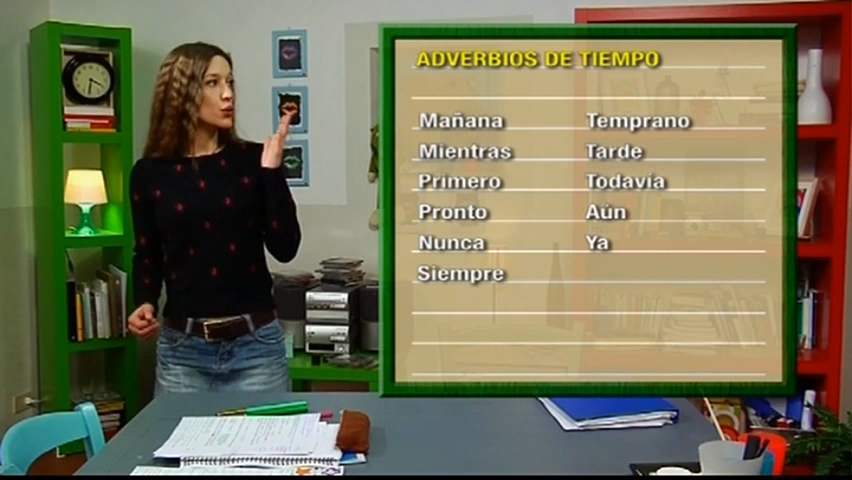 ADVERBIOS DE TIEMPO
Mañana Temprano
Mientras Tarde
Primero Todavía
Pronto Aún
Nunca Ya
Siempre